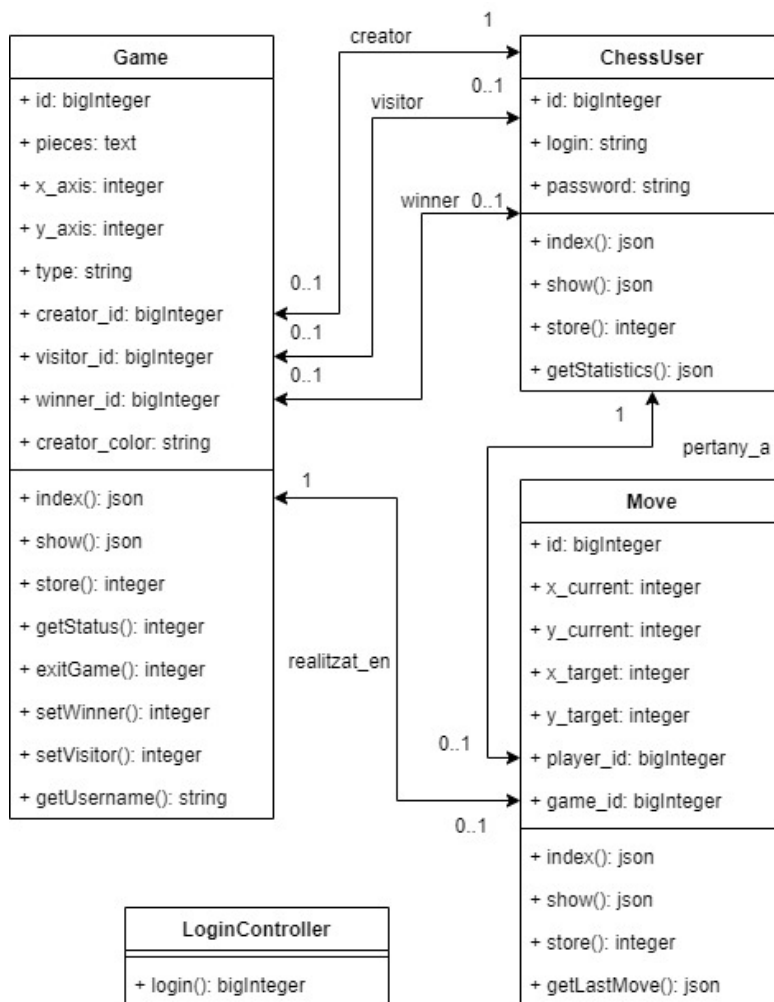 Game
+ id: bigInteger
+ pieces: text
+ x_axis: integer
+ y_axis: integer
+ type: string
+ creator_id: bigInteger
+ visitor_id: bigInteger
+ winner_id: bigInteger
+ creator_color: string
+ index(): json
+ show(): json
+ store(): integer
+ getStatus(): integer
+ exitGame(): integer
+ setWinner(): integer
+ setVisitor(): integer
+ getUsername(): string
creator
1
visitor
0..1
winner
0..1
0..1
0..1
0..1
ChessUser
+ id: bigInteger
+ login: string
+ password: string
+ index(): json
+ show(): json
+ store(): integer
+ getStatistics(): json
1
pertany_a
1
realitzat_en
0..1
0..1
Move
+ id: bigInteger
+ x_current: integer
+ y_current: integer
+ x_target: integer
+ y_target: integer
+ player_id: bigInteger
+ game_id: bigInteger
+ index(): json
+ show(): json
+ store(): integer
+ getLastMove(): json
LoginController
+ login(): bigInteger